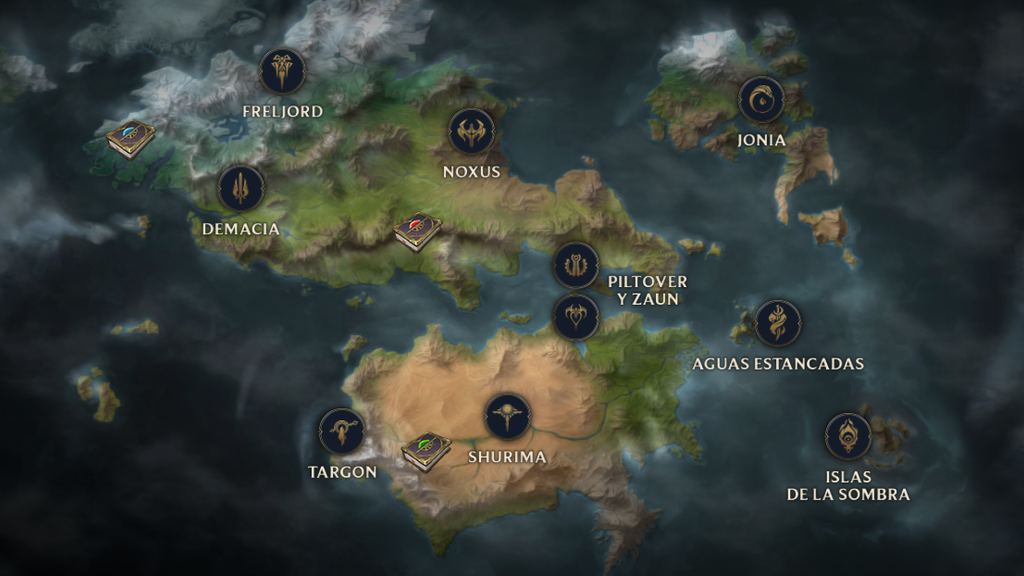 FRELJORD
JONIA
NOXUS
DEMACIA
PILTOVER
Y ZAUN
AGUAS ESTANCADAS
SHURIMA
TARGON
ISLAS
DE LA SOMBRA